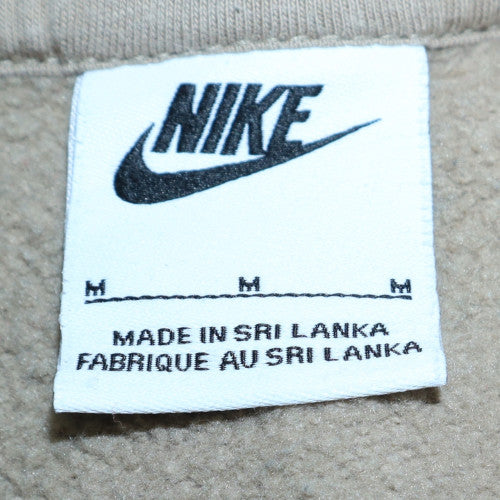 NIKE
M M M
MADE IN SRI LANKA
FABRIQUE AU SRI LANKA